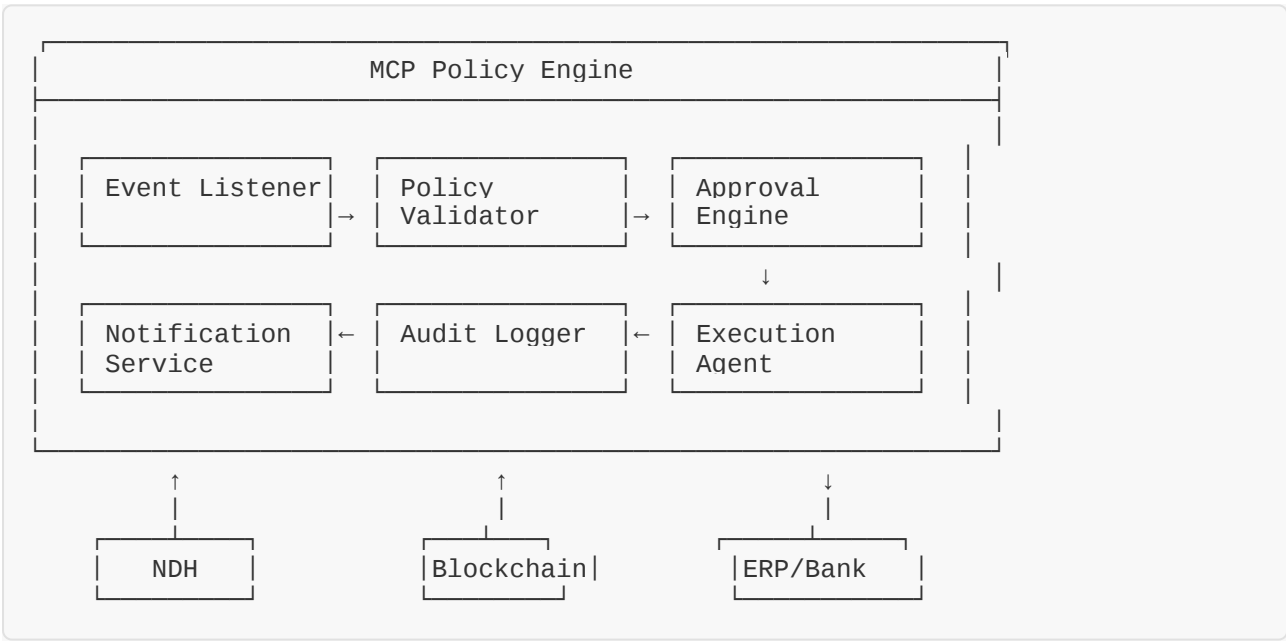 MCP Policy Engine
Event Listener
Policy
Validator
Approval
Engine
Notification
Service
Audit Logger
Execution
Agent
NDH
Blockchain
ERP/Bank